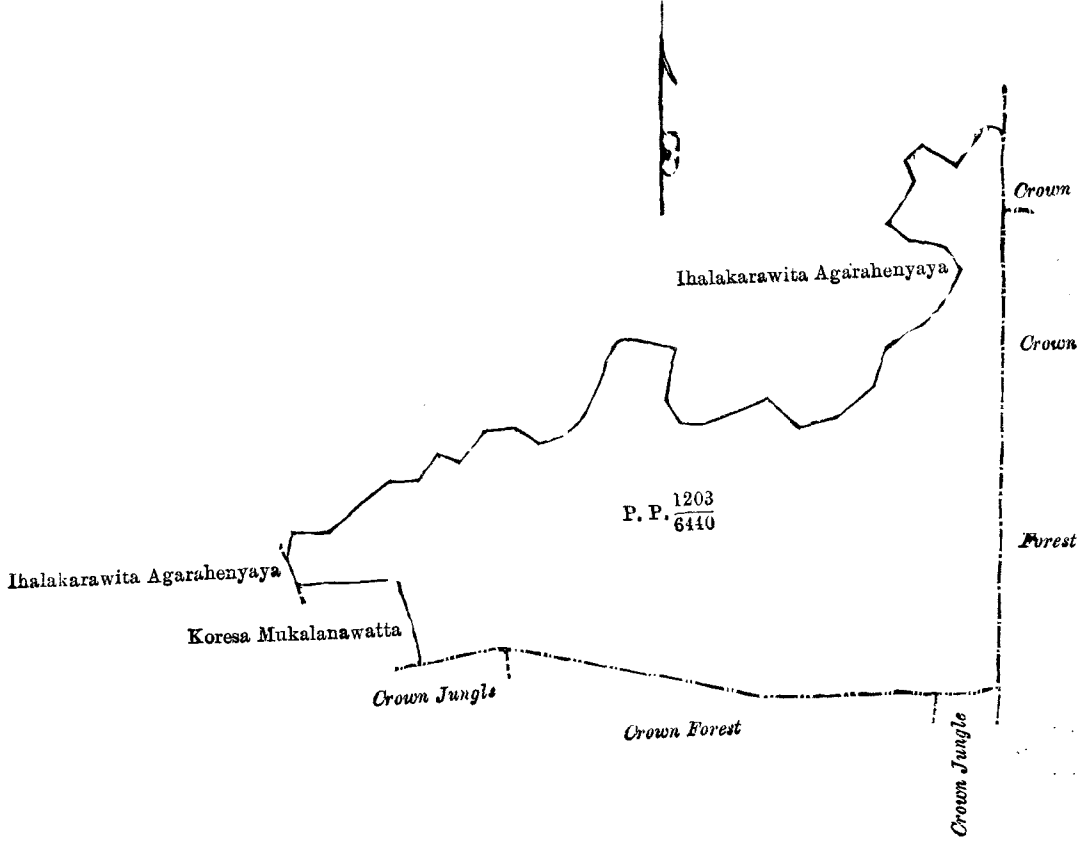 Crown
Ihalakarawita Agarahenyaya
Crown
P. P. 1203/6440
Forest
Ihalakarawita Agarahenyaya
Koresa Mukalanawatta
Crown Jungle
Crown Forest
Crown Jungle